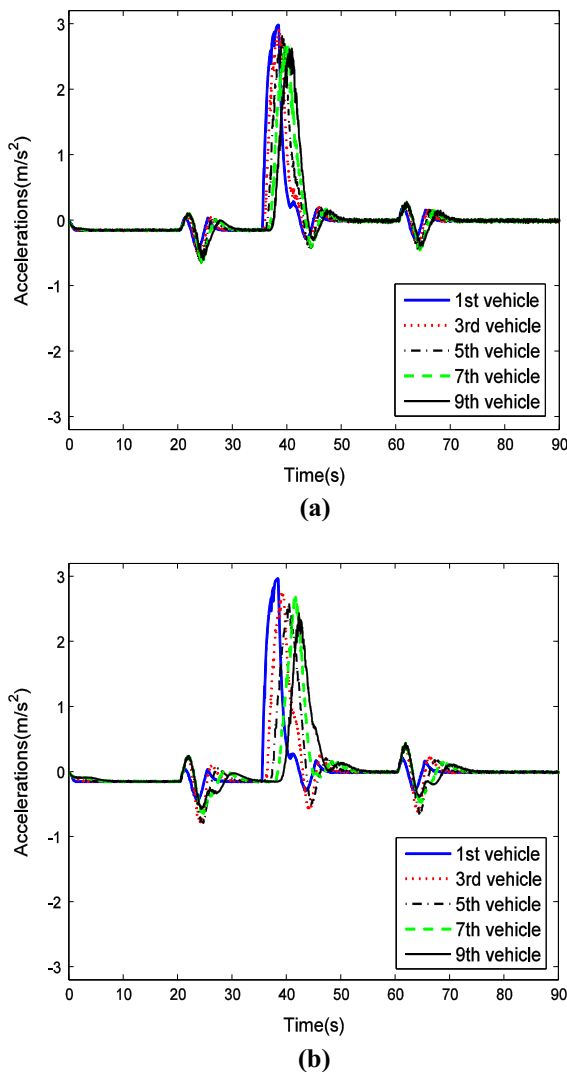 3
2
1
0
-1
-2
-3
Accelerations(m/s²)
1st vehicle
3rd vehicle
5th vehicle
7th vehicle
9th vehicle
0 10 20 30 40 50 60 70 80 90
Time(s)
(a)
3
2
1
0
-1
-2
-3
Accelerations(m/s²)
1st vehicle
3rd vehicle
5th vehicle
7th vehicle
9th vehicle
0 10 20 30 40 50 60 70 80 90
Time(s)
(b)